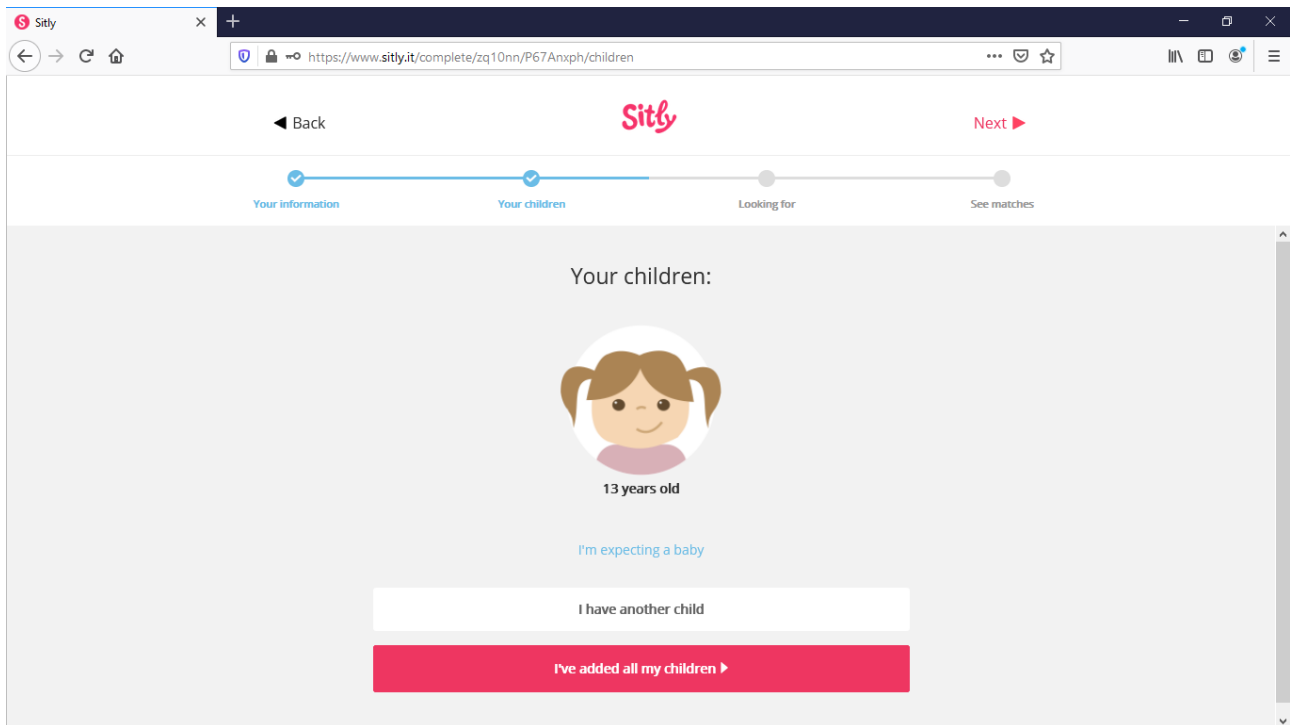 Sitly
https://www.sitly.it/complete/zq10nn/P67Anxph/children
Back
Sitly
Next
Your information
Your children
Looking for
See matches
Your children:
13 years old
I'm expecting a baby
I have another child
I've added all my children